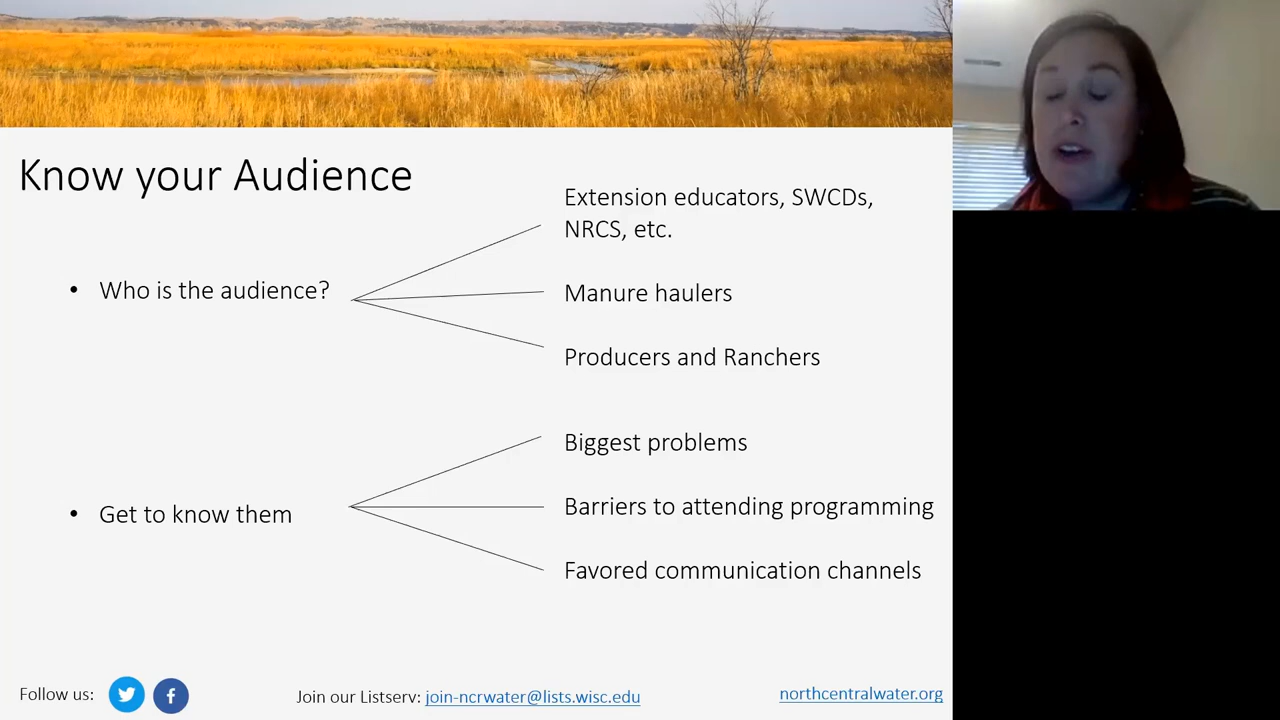 Know your Audience
• Who is the audience?
Extension educators, SWCDs,
NRCS, etc.
Manure haulers
Producers and Ranchers
• Get to know them
Biggest problems
Barriers to attending programming
Favored communication channels
Follow us:
Join our Listserv: join-ncrwater@lists.wisc.edu
northcentralwater.org